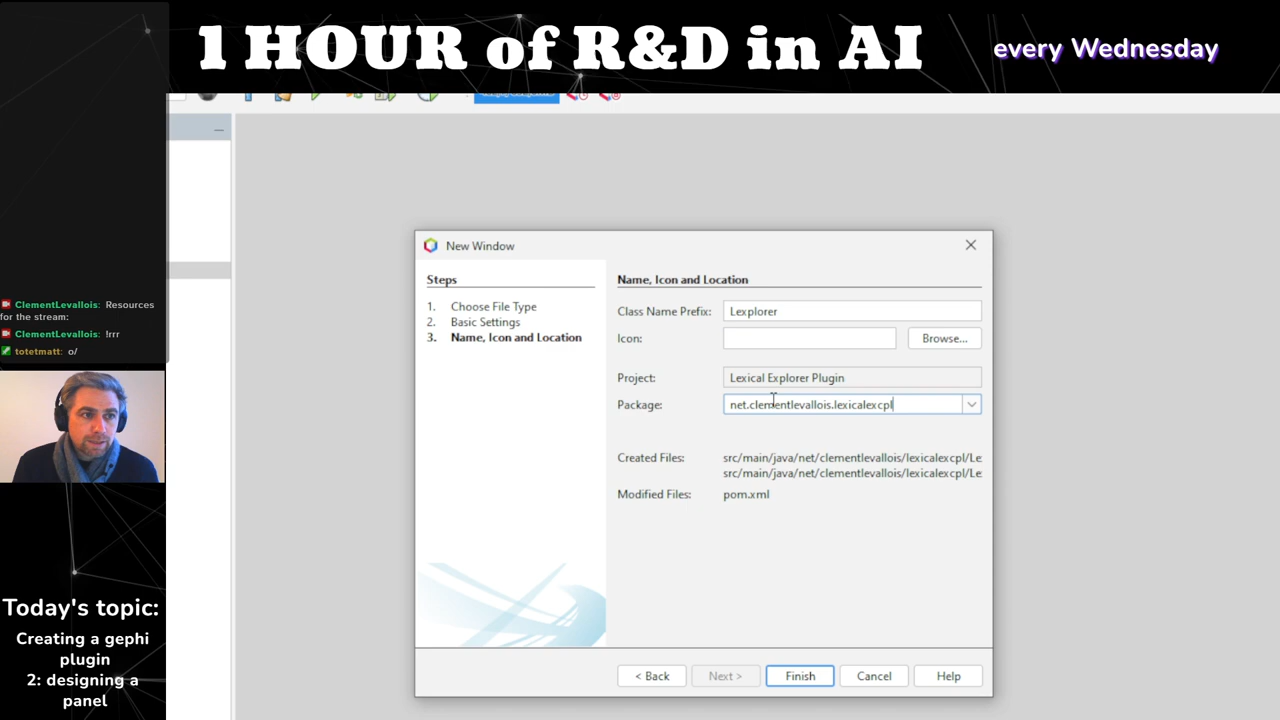 1 HOUR of R&D in AI
every Wednesday
New Window
Steps
1. Choose File Type
2. Basic Settings
3. Name, Icon and Location
Name, Icon and Location
Class Name Prefix: Lexplorer
Icon:
Browse...
Project: Lexical Explorer Plugin
Package: net.clementlevallois.lexicalexcpl
Created Files: src/main/java/net/clementlevallois/lexicalexcpl/Le
src/main/java/net/clementlevallois/lexicalexcpl/Le
Modified Files: pom.xml
< Back
Next >
Finish
Cancel
Help
ClementLevallois: Resources
for the stream:
ClementLevallois: !rrr
totetmatt: o/
Today's topic:
Creating a gephi
plugin
2: designing a
panel